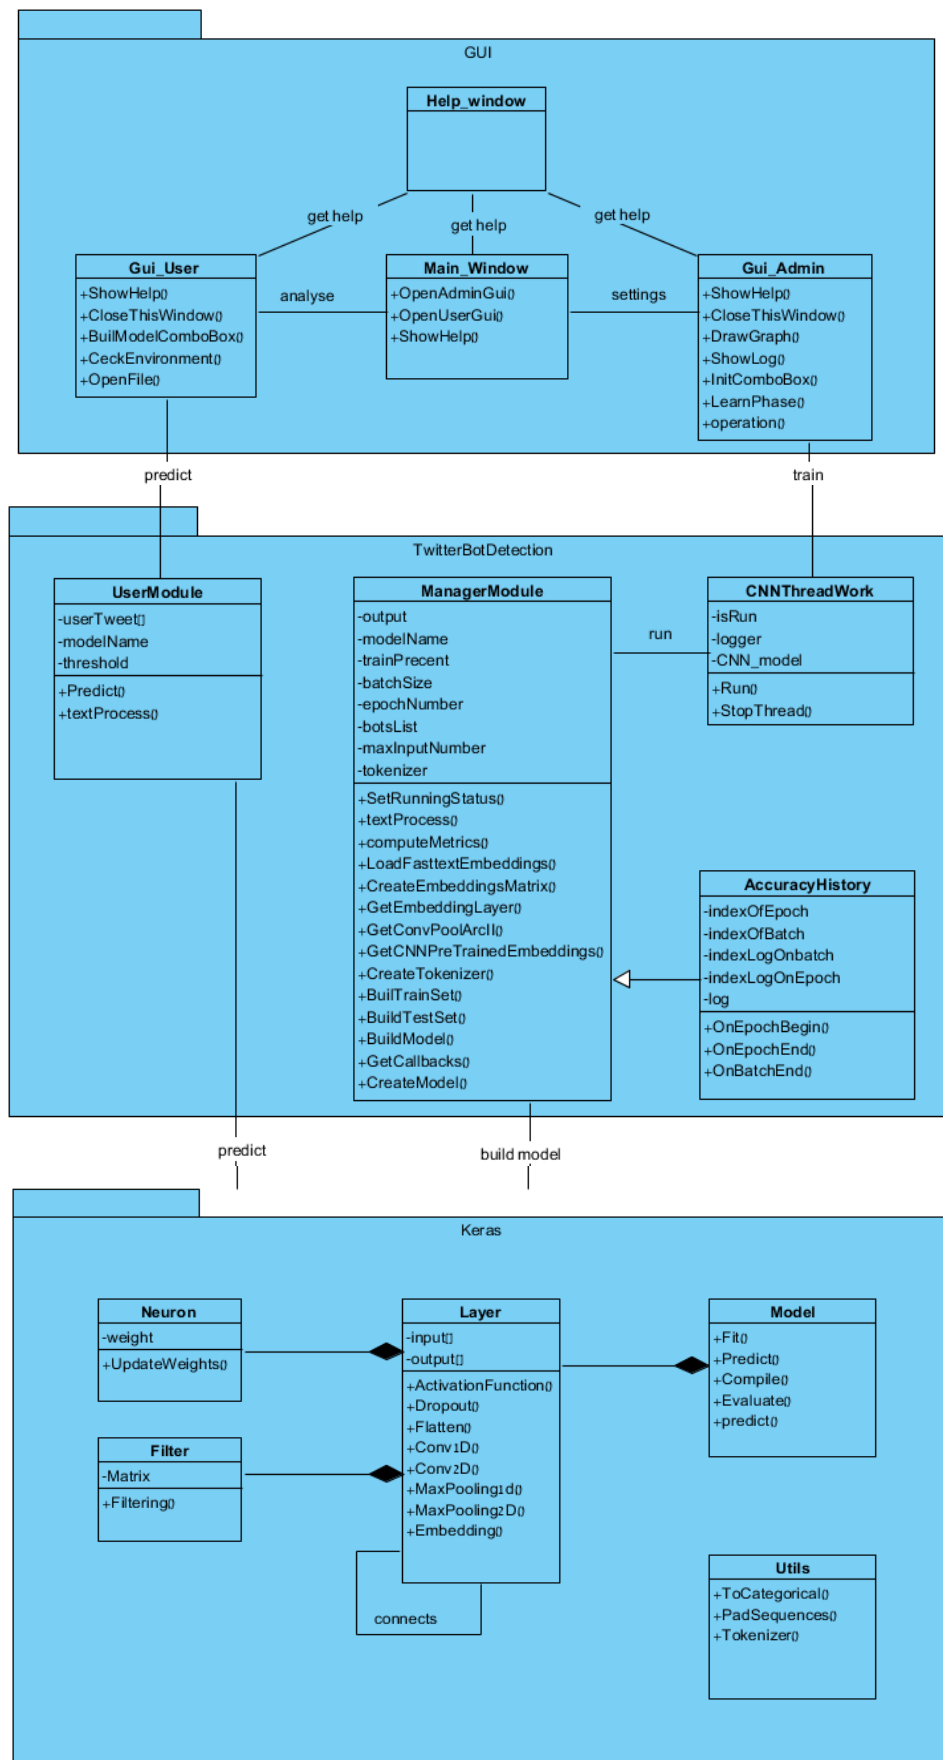 GUI
Help_window
get help
get help
get help
Gui_User
+ShowHelp()
+CloseThisWindow()
+BuilModelComboBox()
+CeckEnvironment()
+OpenFile()
analyse
Main_Window
+OpenAdminGui()
+OpenUserGui()
+ShowHelp()
settings
Gui_Admin
+ShowHelp()
+CloseThisWindow()
+DrawGraph()
+ShowLog()
+InitComboBox()
+LearnPhase()
+operation()
predict
train
TwitterBotDetection
UserModule
-userTweet[]
-modelName
-threshold
+Predict()
+textProcess()
ManagerModule
-output
-modelName
-trainPrecent
-batchSize
-epochNumber
-botsList
-maxInputNumber
-tokenizer
+SetRunningStatus()
+textProcess()
+computeMetrics()
+LoadFasttextEmbeddings()
+CreateEmbeddingsMatrix()
+GetEmbeddingLayer()
+GetConvPoolArcII()
+GetCNNPreTrainedEmbeddings()
+CreateTokenizer()
+BuilTrainSet()
+BuildTestSet()
+BuildModel()
+GetCallbacks()
+CreateModel()
run
CNNThreadWork
-isRun
-logger
-CNN_model
+Run()
+StopThread()
AccuracyHistory
-indexOfEpoch
-indexOfBatch
-indexLogOnbatch
-indexLogOnEpoch
-log
+OnEpochBegin()
+OnEpochEnd()
+OnBatchEnd()
predict
build model
Keras
Neuron
-weight
+UpdateWeights()
Filter
-Matrix
+Filtering()
Layer
-input[]
-output[]
+ActivationFunction()
+Dropout()
+Flatten()
+Conv1D()
+Conv2D()
+MaxPooling1d()
+MaxPooling2D()
+Embedding()
connects
Model
+Fit()
+Predict()
+Compile()
+Evaluate()
+predict()
Utils
+ToCategorical()
+PadSequences()
+Tokenizer()